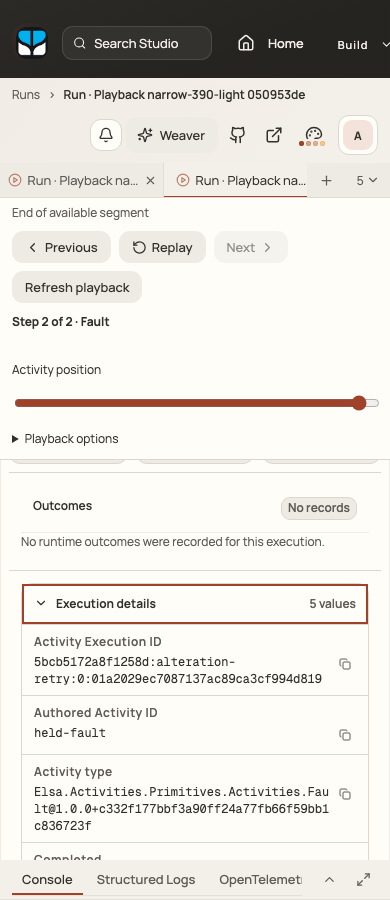 Search Studio
Home
Build
Runs › Run · Playback narrow-390-light 050953de
Weaver
A
Run · Playback na...
Run · Playback na...
5
End of available segment
Previous
Replay
Next
Refresh playback
Step 2 of 2 · Fault
Activity position
Playback options
Outcomes
No records
No runtime outcomes were recorded for this execution.
Execution details
5 values
Activity Execution ID
5bcb5172a8f1258d:alteration-
retry:0:01a2029ec7087137ac89ca3cf994d819
Authored Activity ID
held-fault
Activity type
Elsa.Activities.Primitives.Activities.Fau
lt@1.0.0+c332f177bbf3a90ff24a77fb66f59bb1
c836723f
Completed
Console
Structured Logs
OpenTelemet